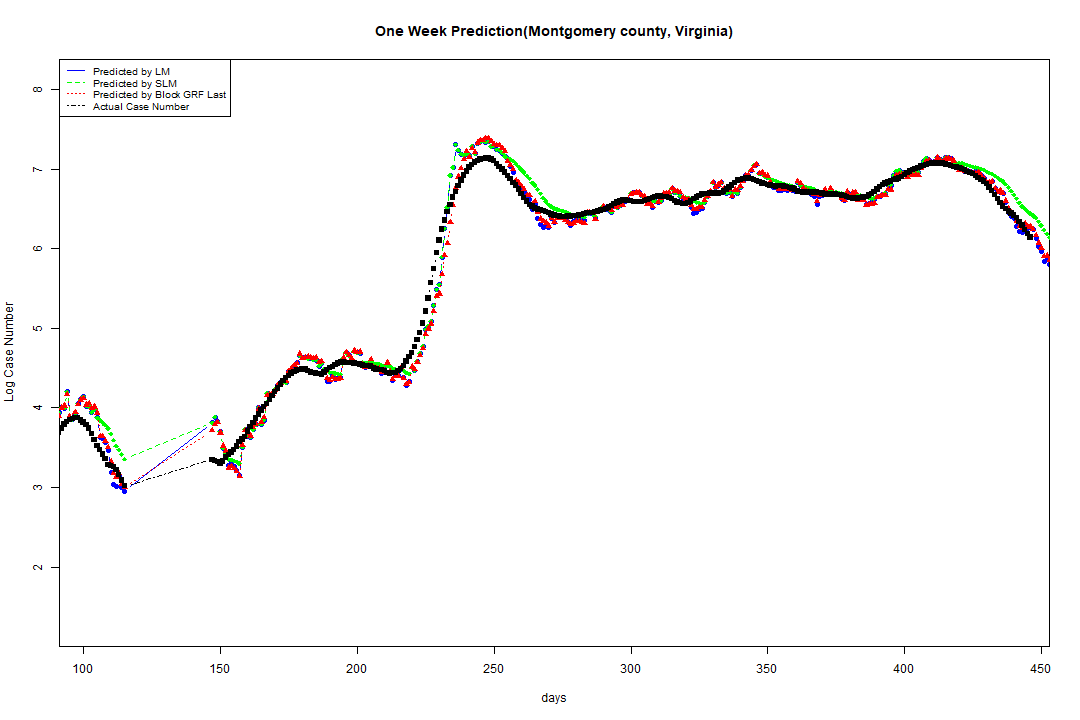 One Week Prediction(Montgomery county, Virginia)
Predicted by LM
Predicted by SLM
Predicted by Block GRF Last
Actual Case Number
8
7
6
5
4
3
2
Log Case Number
100 150 200 250 300 350 400 450
days